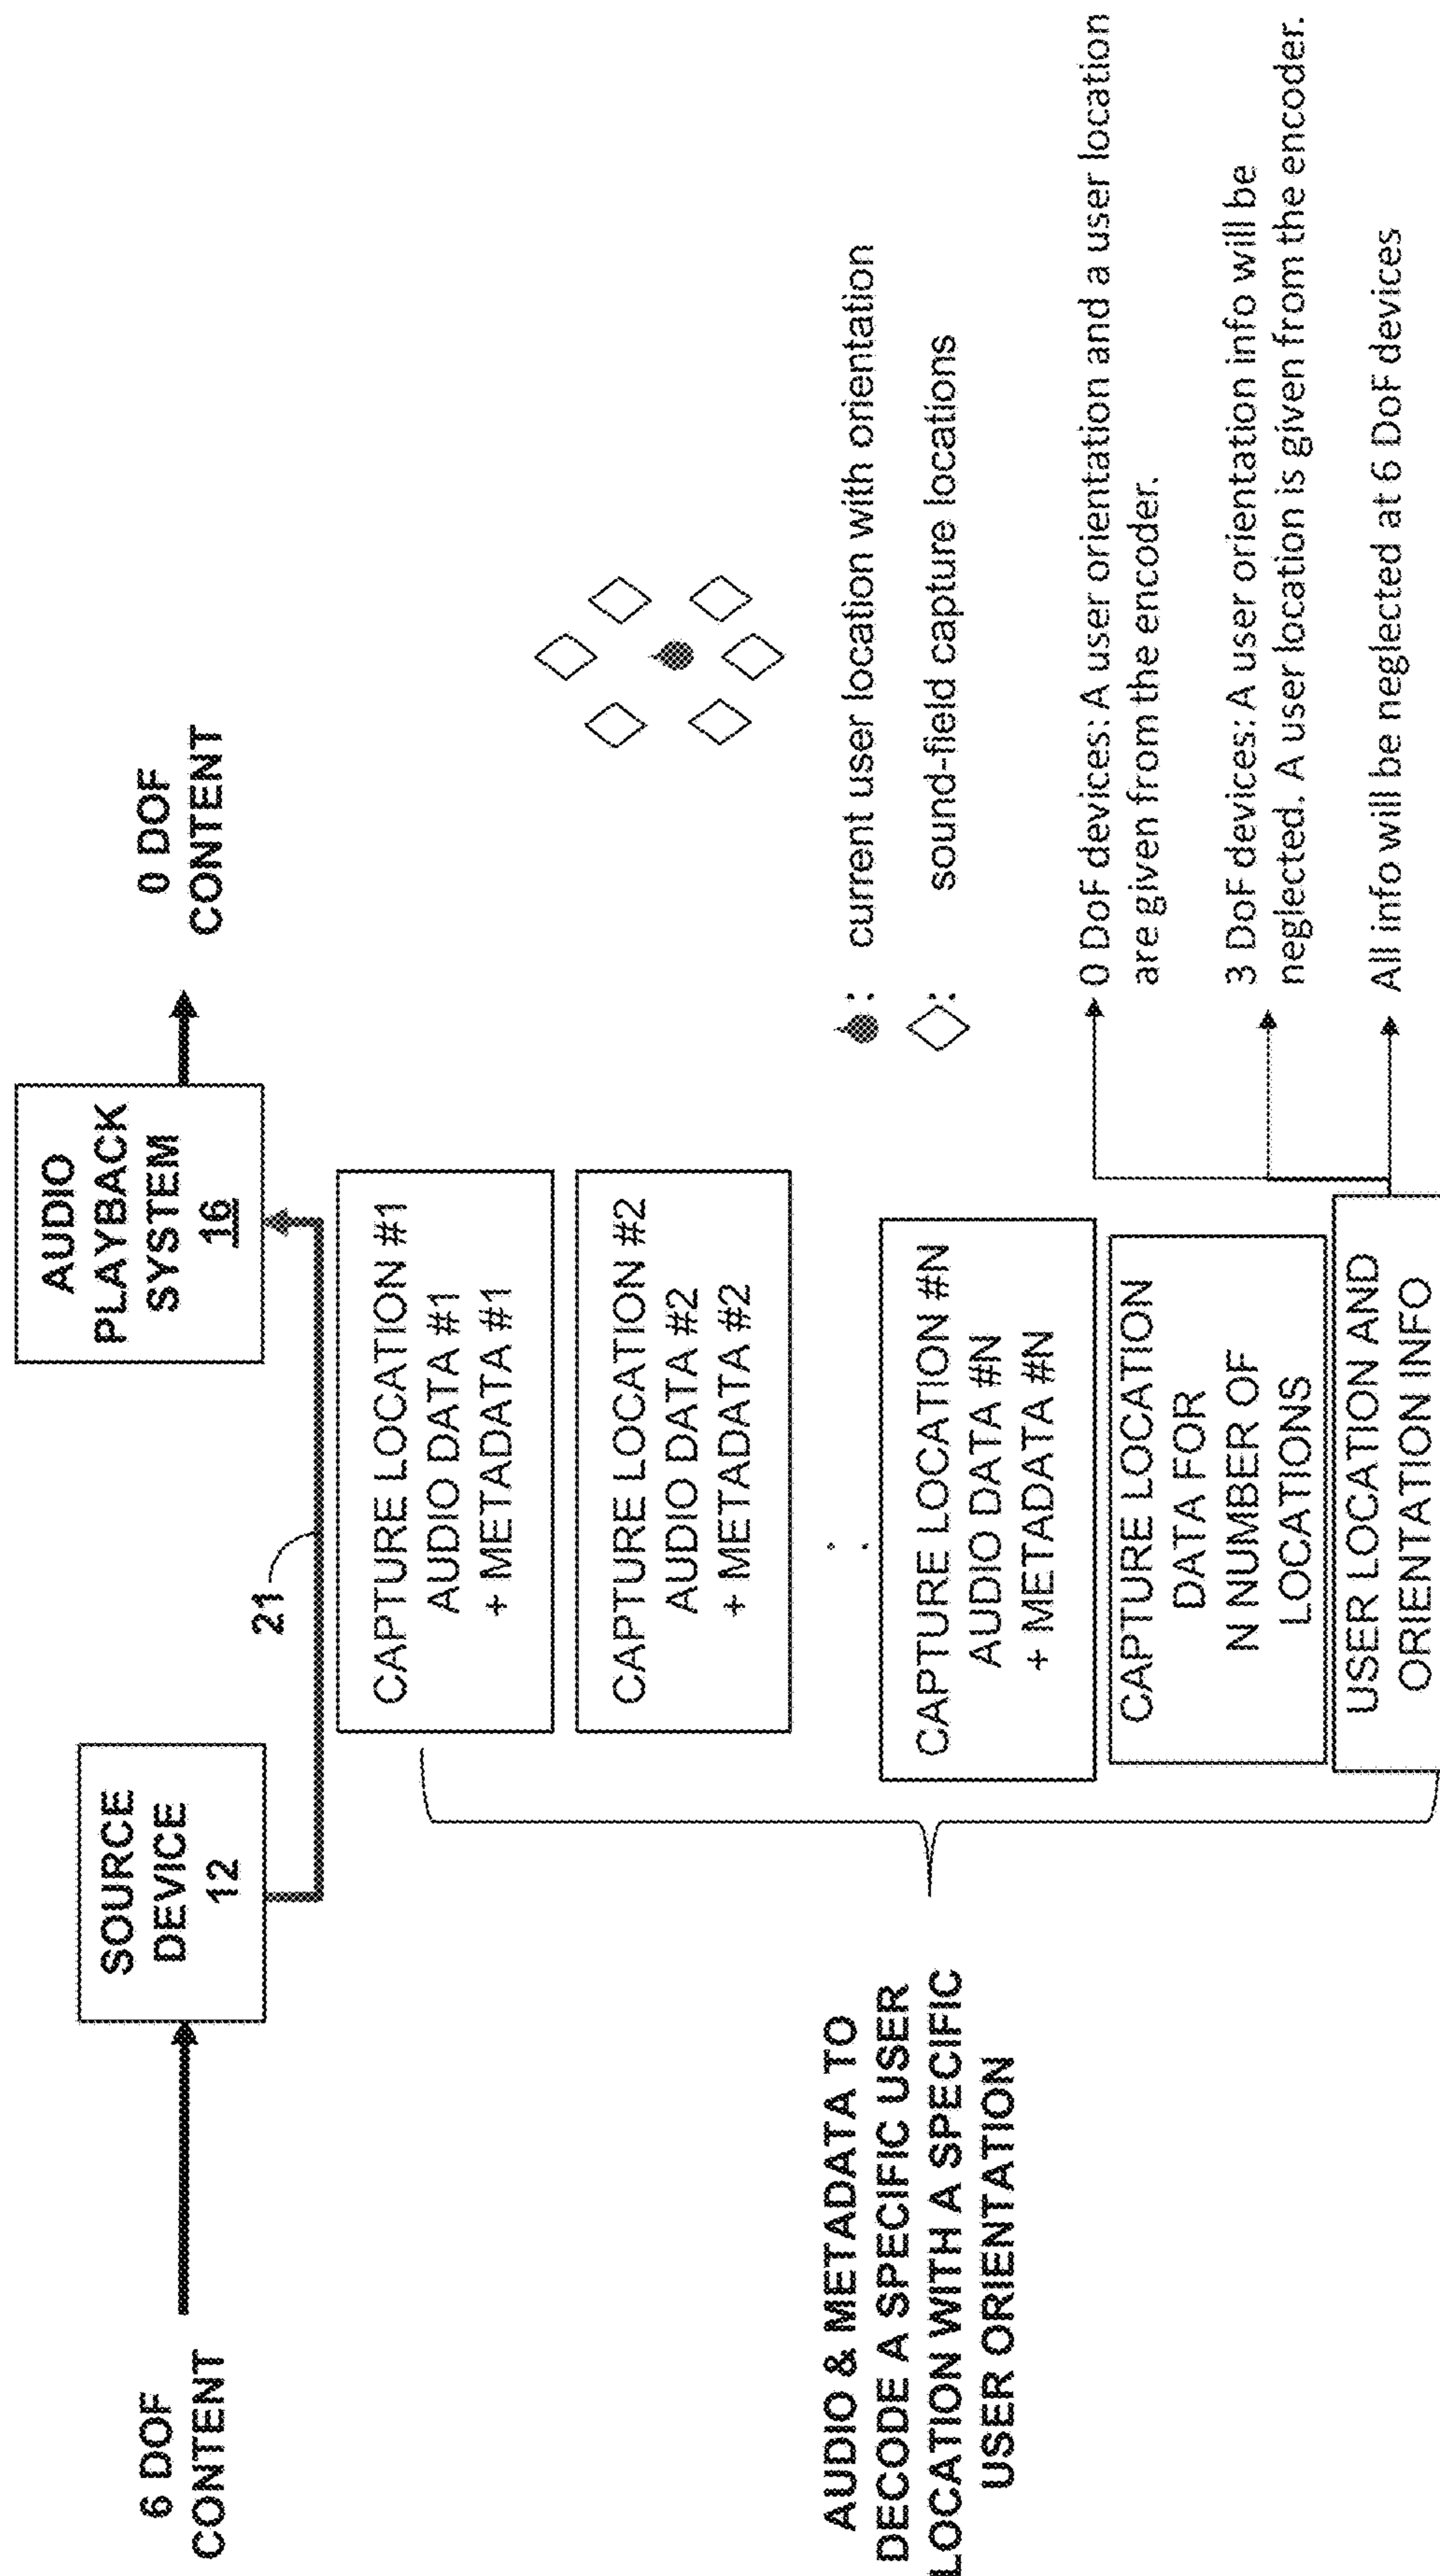 6 DOF
CONTENT
SOURCE
DEVICE
12
21
AUDIO
PLAYBACK
SYSTEM
16
0 DOF
CONTENT
AUDIO & METADATA TO
DECODE A SPECIFIC USER
LOCATION WITH A SPECIFIC
USER ORIENTATION
CAPTURE LOCATION #1
AUDIO DATA #1
+ METADATA #1
CAPTURE LOCATION #2
AUDIO DATA #2
+ METADATA #2
CAPTURE LOCATION #N
AUDIO DATA #N
+ METADATA #N
CAPTURE LOCATION
DATA FOR
N NUMBER OF
LOCATIONS
USER LOCATION AND
ORIENTATION INFO
: current user location with orientation
: sound-field capture locations
0 DoF devices: A user orientation and a user location
are given from the encoder.
3 DoF devices: A user orientation info will be
neglected. A user location is given from the encoder.
All info will be neglected at 6 DoF devices